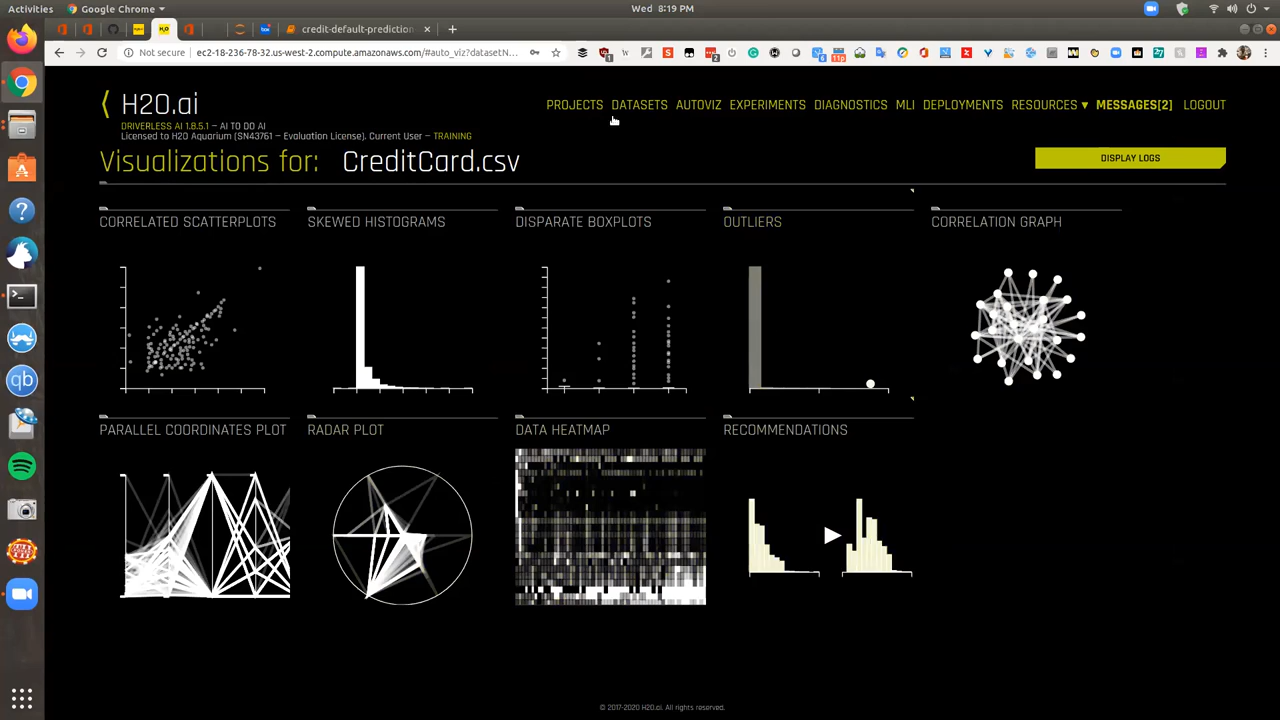 Activities
Google Chrome
Wed 8:19 PM
H2O
credit-default-prediction
Not secure
ec2-18-236-78-32.us-west-2.compute.amazonaws.com/#auto_viz?datasetN...
H2O.ai
PROJECTS DATASETS AUTOVIZ EXPERIMENTS DIAGNOSTICS MLI DEPLOYMENTS RESOURCES MESSAGES[2] LOGOUT
DRIVERLESS AI 1.8.5.1 – AI TO DO AI
Licensed to H2O Aquarium (SN43761 – Evaluation License). Current User – TRAINING
Visualizations for: CreditCard.csv
DISPLAY LOGS
CORRELATED SCATTERPLOTS
SKEWED HISTOGRAMS
DISPARATE BOXPLOTS
OUTLIERS
CORRELATION GRAPH
PARALLEL COORDINATES PLOT
RADAR PLOT
DATA HEATMAP
RECOMMENDATIONS
© 2017-2020 H2O.ai. All rights reserved.